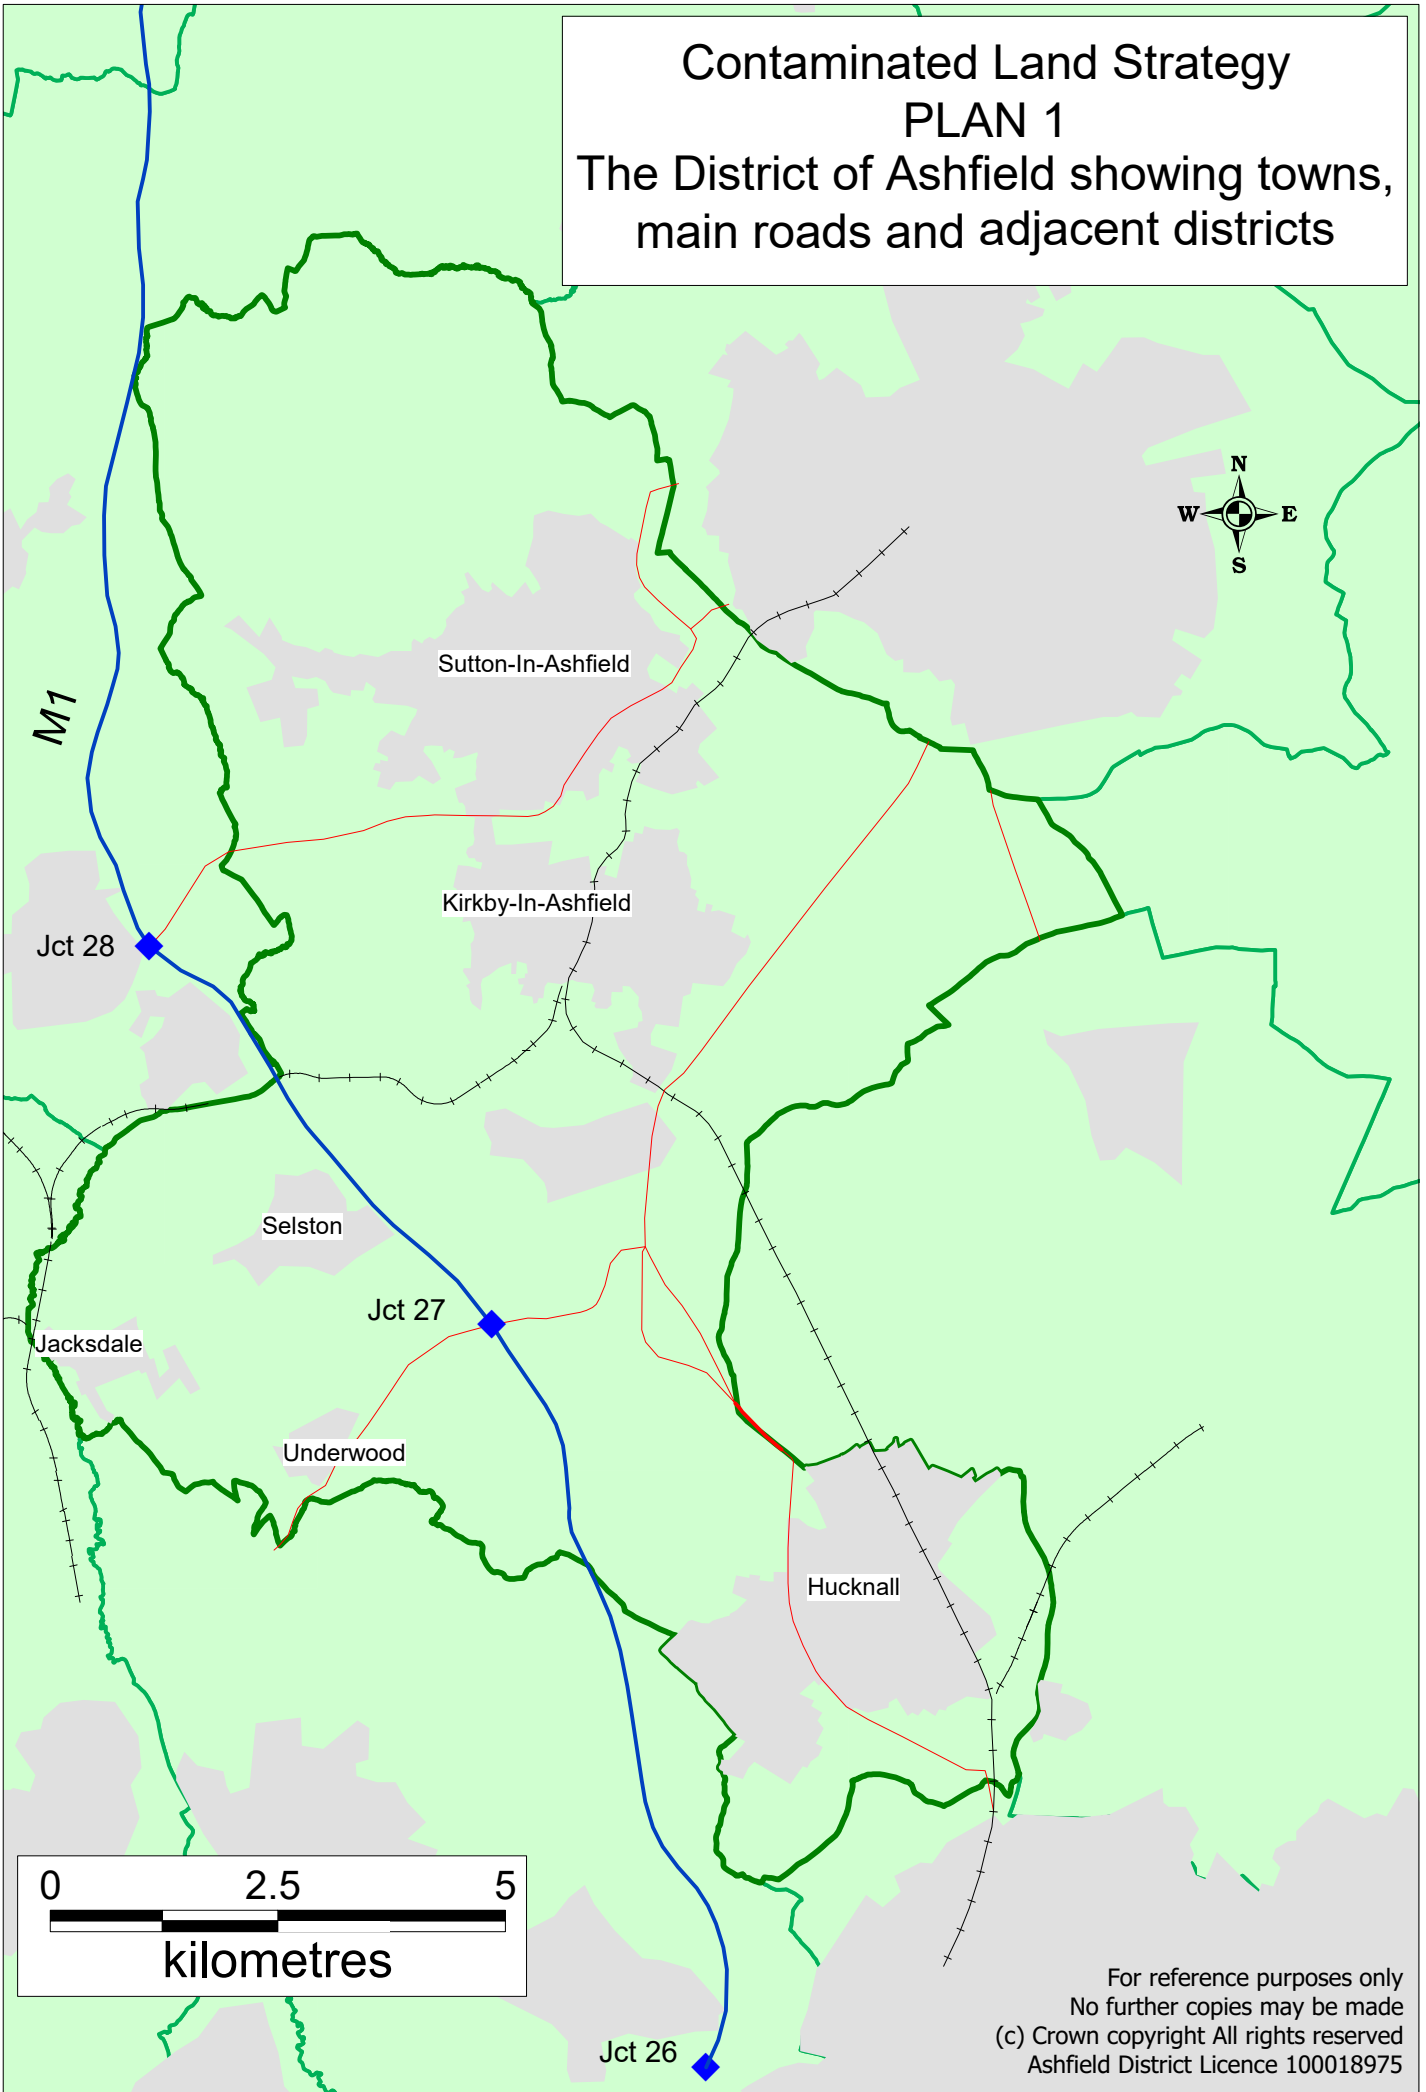 Contaminated Land Strategy
PLAN 1
The District of Ashfield showing towns,
main roads and adjacent districts
N
W E
S
Sutton-In-Ashfield
M1
Kirkby-In-Ashfield
Jct 28
Selston
Jct 27
Jacksdale
Underwood
Hucknall
0 2.5 5
kilometres
For reference purposes only
No further copies may be made
(c) Crown copyright All rights reserved
Ashfield District Licence 100018975
Jct 26